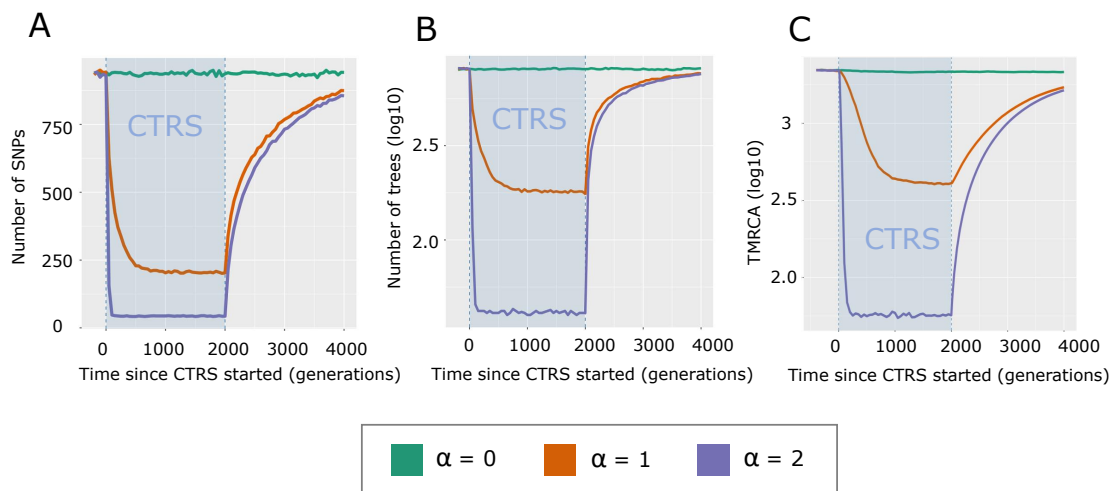 A
B
C
CTRS
CTRS
CTRS
Number of SNPs
750
500
250
0
Number of trees (log10)
2.5
2.0
TMRCA (log10)
3
2.5
2.0
0 1000 2000 3000 4000
0 1000 2000 3000 4000
0 1000 2000 3000 4000
Time since CTRS started (generations)
Time since CTRS started (generations)
Time since CTRS started (generations)
α = 0
α = 1
α = 2